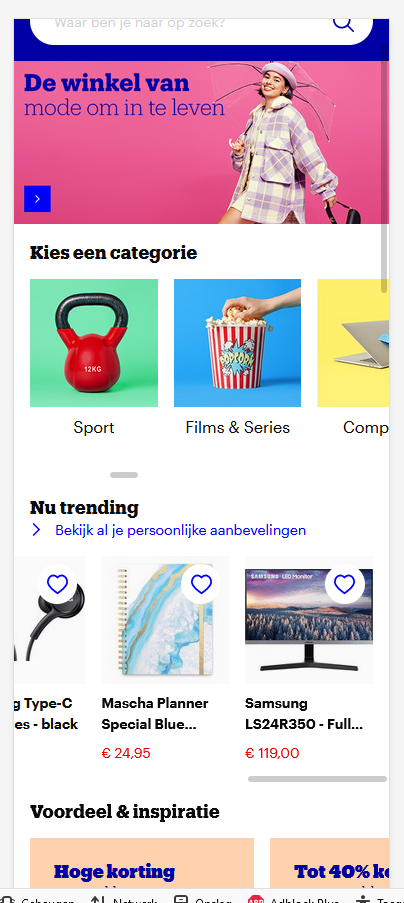 Waar ben je naar op zoek?
De winkel van
mode om in te leven
Kies een categorie
12KG
POPCORN
Sport
Films & Series
Comp
Nu trending
Bekijk al je persoonlijke aanbevelingen
SAMSUNG LED Monitor
g Type-C
es - black
Mascha Planner
Special Blue...
€ 24,95
Samsung
LS24R350 - Full...
€ 119,00
Voordeel & inspiratie
Hoge korting
Tot 40% ko
Geheugen
Netwerk
Opslag
ABP
Adblock Plus
Toeg